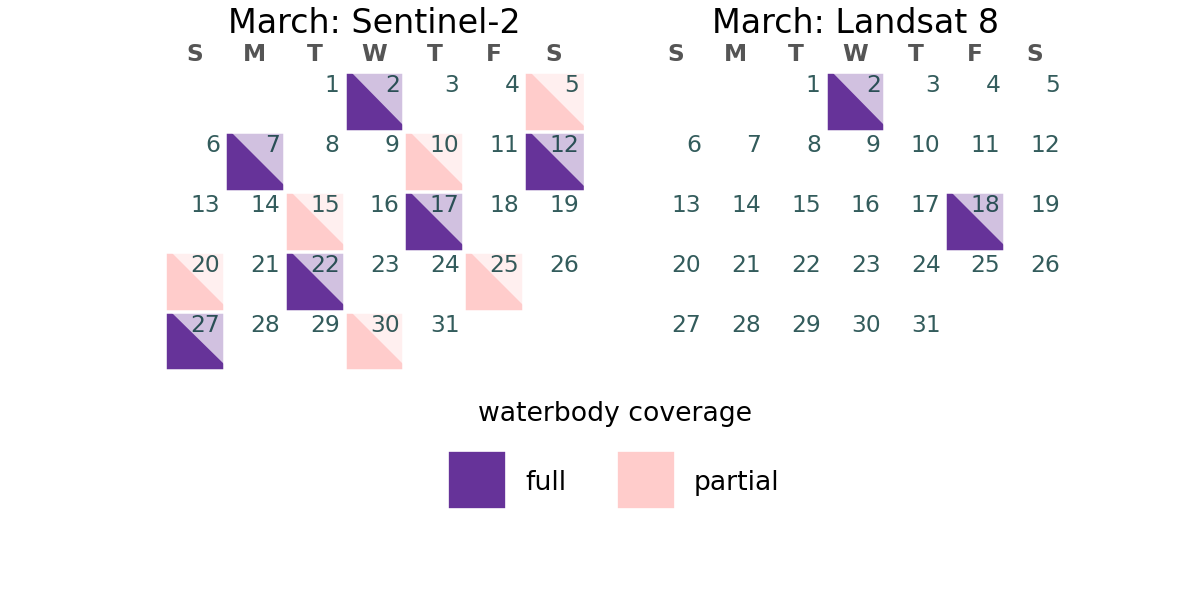 March: Sentinel-2
S M T W T F S
1 2 3 4 5
6 7 8 9 10 11 12
13 14 15 16 17 18 19
20 21 22 23 24 25 26
27 28 29 30 31
March: Landsat 8
S M T W T F S
1 2 3 4 5
6 7 8 9 10 11 12
13 14 15 16 17 18 19
20 21 22 23 24 25 26
27 28 29 30 31
waterbody coverage
full partial